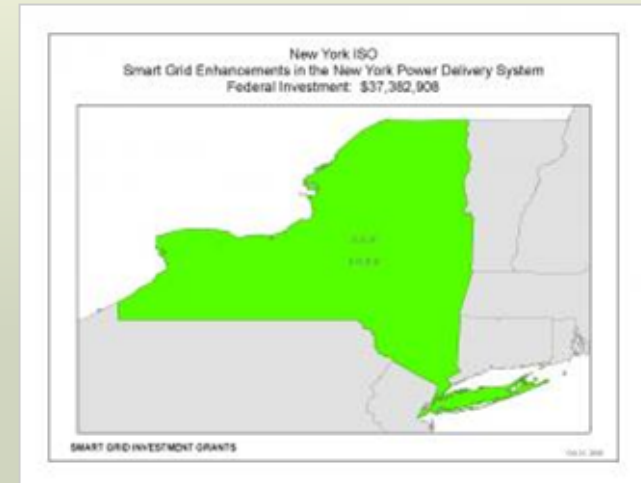 New York ISO
Smart Grid Enhancements in the New York Power Delivery System
Federal Investment: $37,382,908
SMART GRID INVESTMENT GRANTS